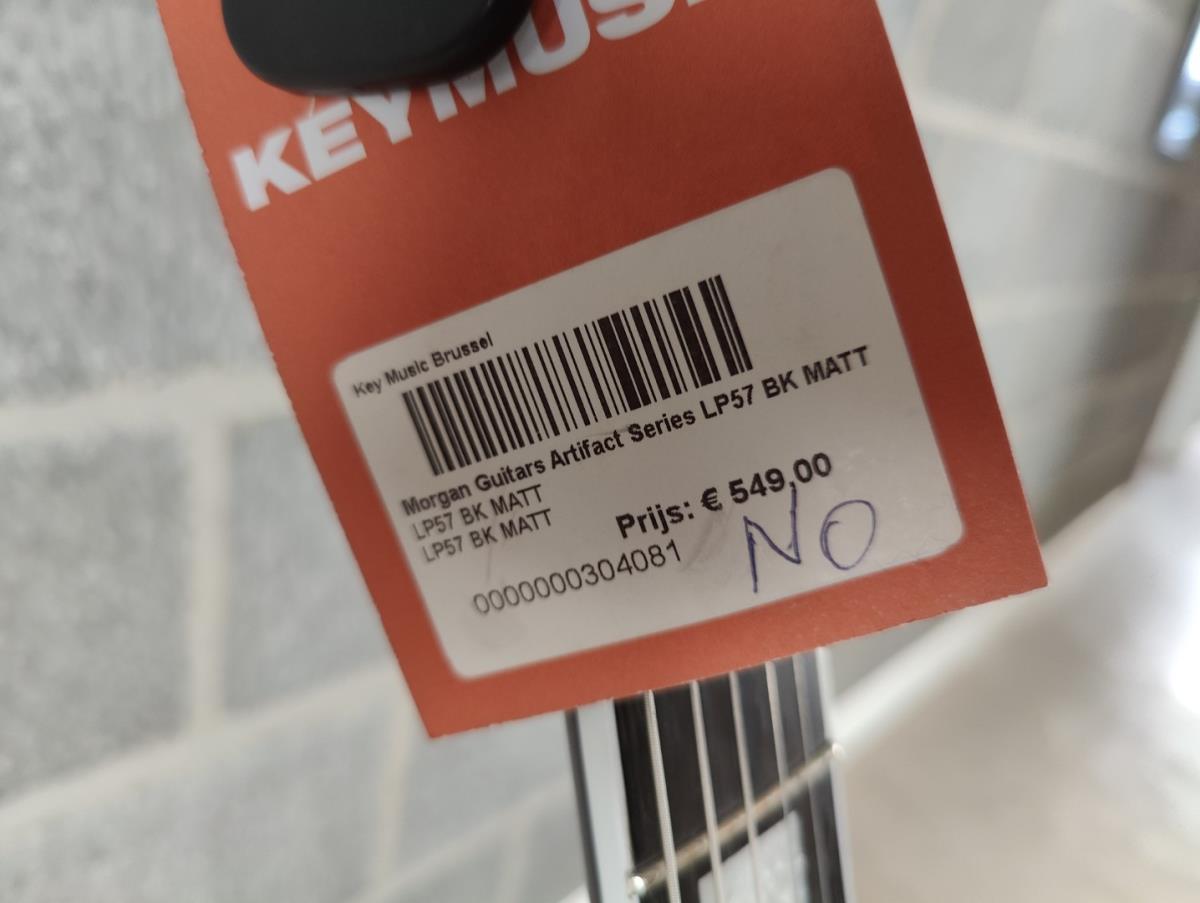 KEYMUS
Key Music Brussel
Morgan Guitars Artifact Series LP57 BK MATT
LP57 BK MATT
LP57 BK MATT
Prijs: € 549,00
0000000304081
NO